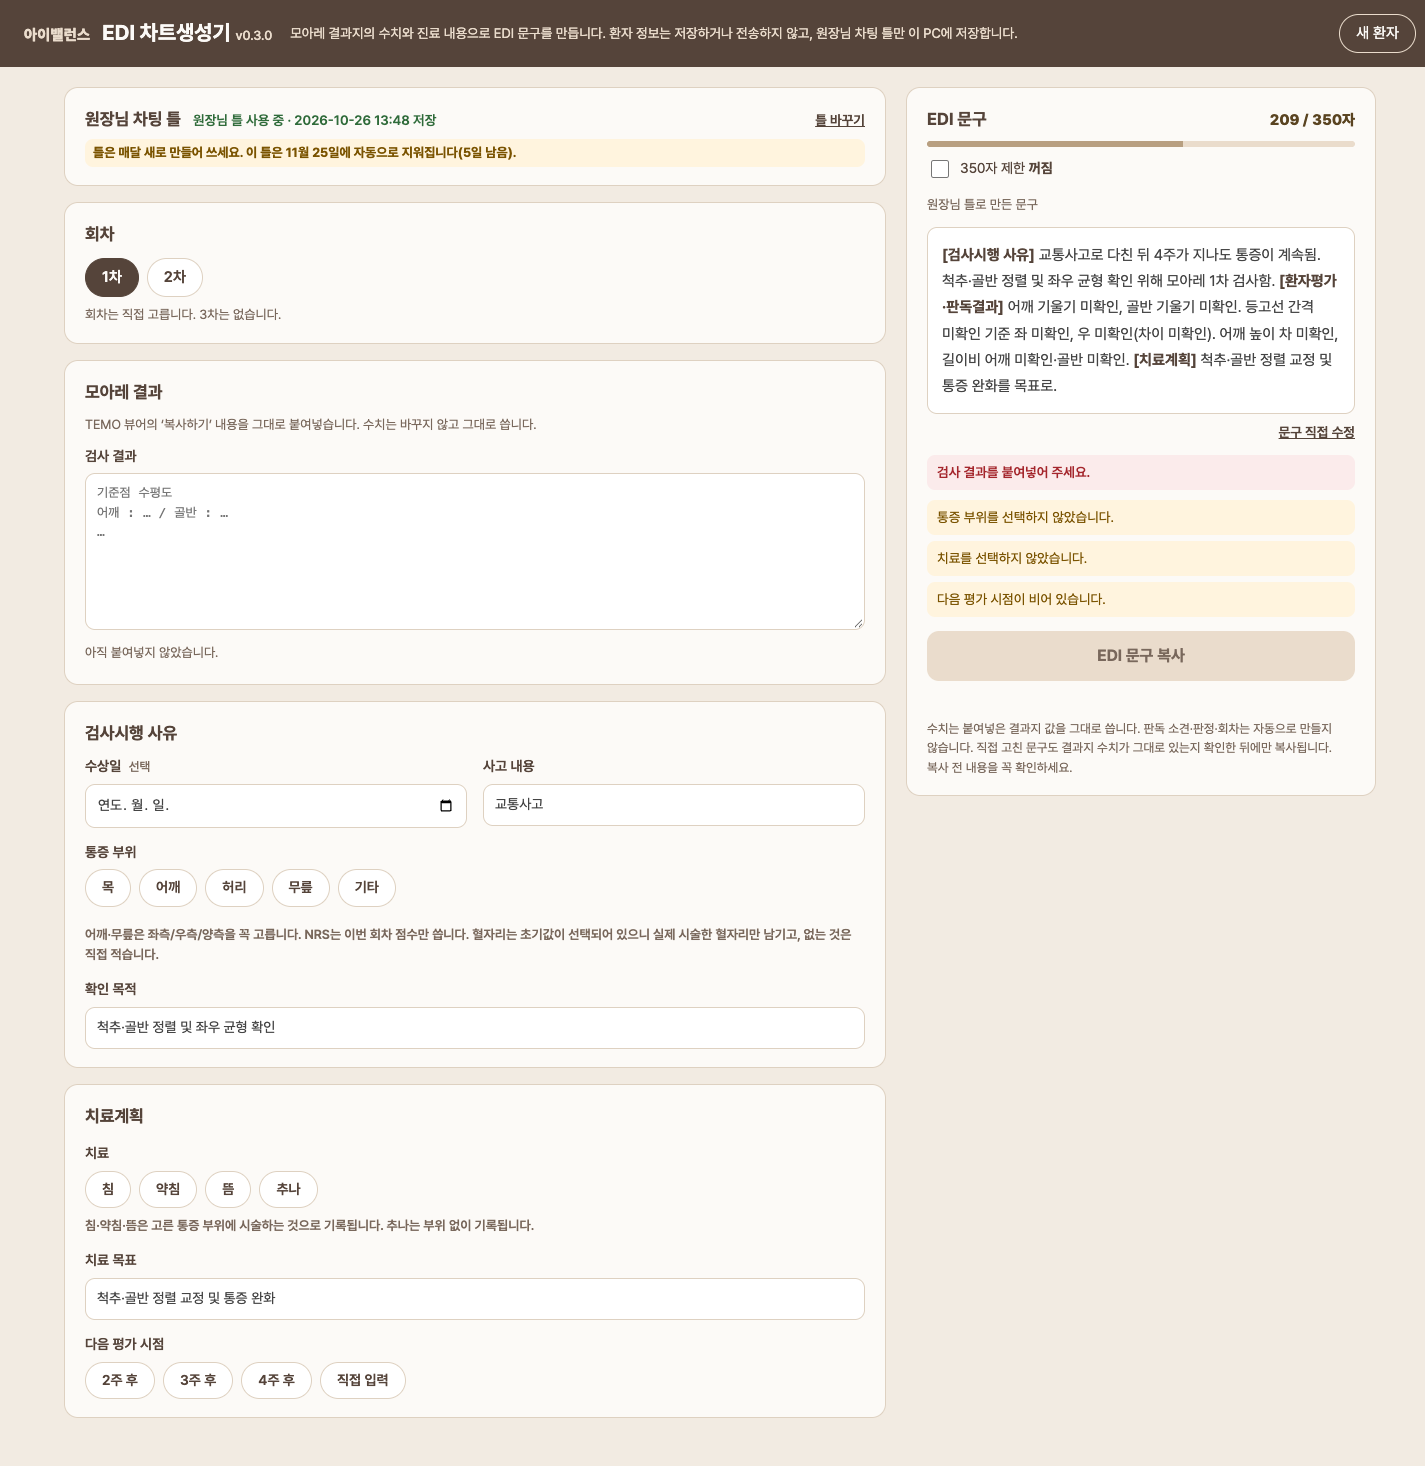 아이밸런스 EDI 차트생성기 v0.3.0 모아레 결과지의 수치와 진료 내용으로 EDI 문구를 만듭니다. 환자 정보는 저장하거나 전송하지 않고, 원장님 차팅 틀만 이 PC에 저장합니다. 새 환자
원장님 차팅 틀 원장님 틀 사용 중 · 2026-10-26 13:48 저장 틀 바꾸기
틀은 매달 새로 만들어 쓰세요. 이 틀은 11월 25일에 자동으로 지워집니다(5일 남음).
회차
1차 2차
회차는 직접 고릅니다. 3차는 없습니다.
모아레 결과
TEMO 뷰어의 ‘복사하기’ 내용을 그대로 붙여넣습니다. 수치는 바꾸지 않고 그대로 씁니다.
검사 결과
기준점 수평도
어깨 : … / 골반 : …
…
아직 붙여넣지 않았습니다.
검사시행 사유
수상일 선택 사고 내용
연도. 월. 일. 교통사고
통증 부위
목 어깨 허리 무릎 기타
어깨·무릎은 좌측/우측/양측을 꼭 고릅니다. NRS는 이번 회차 점수만 씁니다. 혈자리는 초기값이 선택되어 있으니 실제 시술한 혈자리만 남기고, 없는 것은
직접 적습니다.
확인 목적
척추·골반 정렬 및 좌우 균형 확인
치료계획
치료
침 약침 뜸 추나
침·약침·뜸은 고른 통증 부위에 시술하는 것으로 기록됩니다. 추나는 부위 없이 기록됩니다.
치료 목표
척추·골반 정렬 교정 및 통증 완화
다음 평가 시점
2주 후 3주 후 4주 후 직접 입력
EDI 문구 209 / 350자
350자 제한 꺼짐
원장님 틀로 만든 문구
[검사시행 사유] 교통사고로 다친 뒤 4주가 지나도 통증이 계속됨.
척추·골반 정렬 및 좌우 균형 확인 위해 모아레 1차 검사함. [환자평가
·판독결과] 어깨 기울기 미확인, 골반 기울기 미확인. 등고선 간격
미확인 기준 좌 미확인, 우 미확인(차이 미확인). 어깨 높이 차 미확인,
길이비 어깨 미확인·골반 미확인. [치료계획] 척추·골반 정렬 교정 및
통증 완화를 목표로.
문구 직접 수정
검사 결과를 붙여넣어 주세요.
통증 부위를 선택하지 않았습니다.
치료를 선택하지 않았습니다.
다음 평가 시점이 비어 있습니다.
EDI 문구 복사
수치는 붙여넣은 결과지 값을 그대로 씁니다. 판독 소견·판정·회차는 자동으로 만들지
않습니다. 직접 고친 문구도 결과지 수치가 그대로 있는지 확인한 뒤에만 복사됩니다.
복사 전 내용을 꼭 확인하세요.